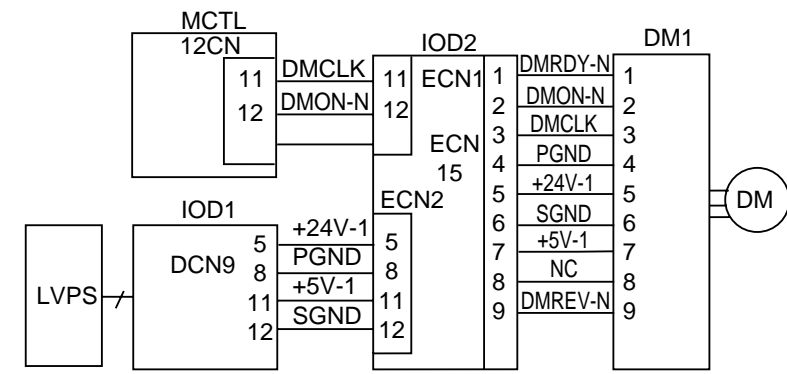 MCTL
12CN
11 DMCLK 11
12 DMON-N 12
IOD2
ECN1
ECN
15
ECN2
DM1
1 DMRDY-N 1
2 DMON-N 2
3 DMCLK 3
4 PGND 4
5 +24V-1 5
6 SGND 6
7 +5V-1 7
8 NC 8
9 DMREV-N 9
DM
IOD1
DCN9
LVPS
5 +24V-1 5
8 PGND 8
11 +5V-1 11
12 SGND 12